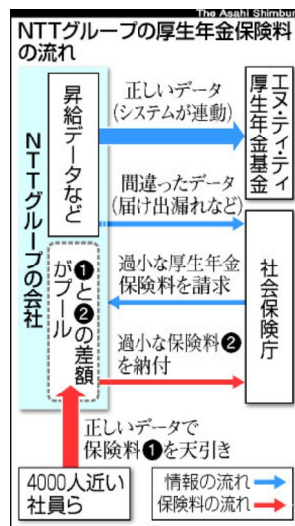 The Asahi Shimbun
NTTグループの厚生年金保険料
の流れ
NTTグループの会社
昇給データなど
正しいデータ
(システムが連動)
エヌ・ティ・ティ
厚生年金基金
間違ったデータ
(届け出漏れなど)
❶と❷の差額
がプール
過小な厚生年金
保険料を請求
社会保険庁
過小な保険料❷
を納付
正しいデータで
保険料❶を天引き
4000人近い
社員ら
情報の流れ
保険料の流れ